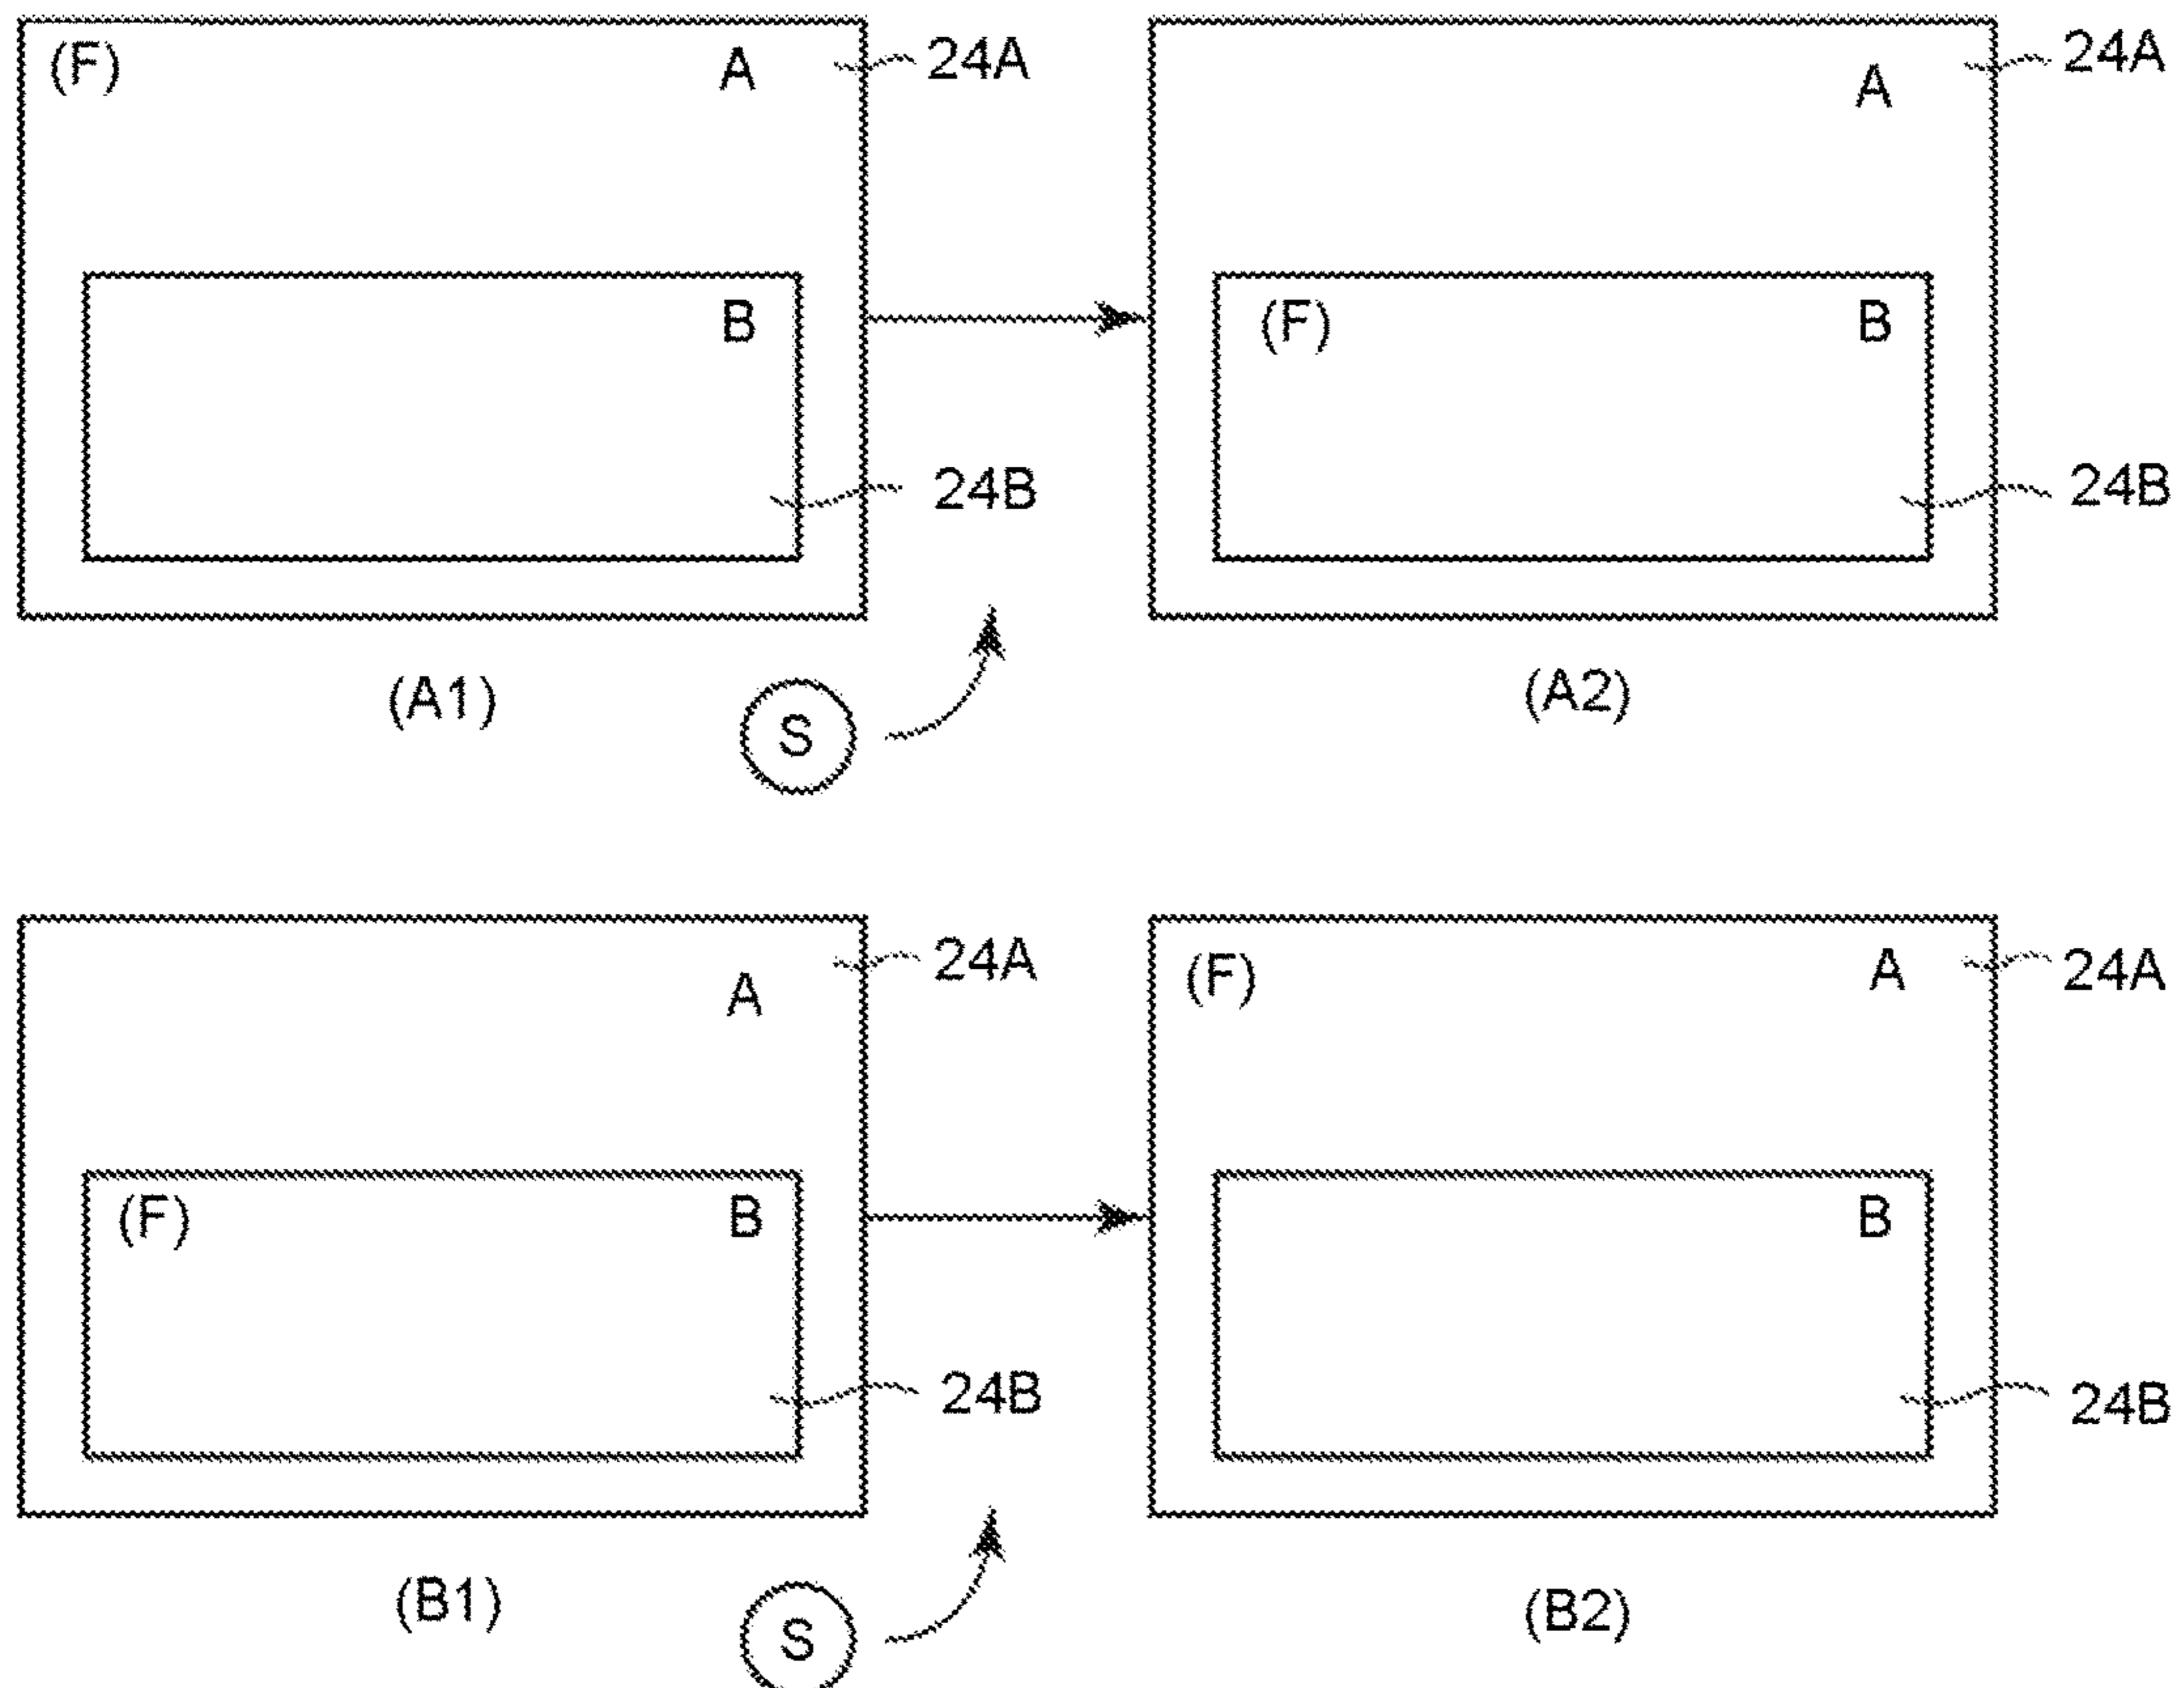 (F) A 24A A 24A
B (F) B
24B 24B
(A1) S (A2)
A 24A (F) A 24A
(F) B B
24B 24B
(B1) S (B2)